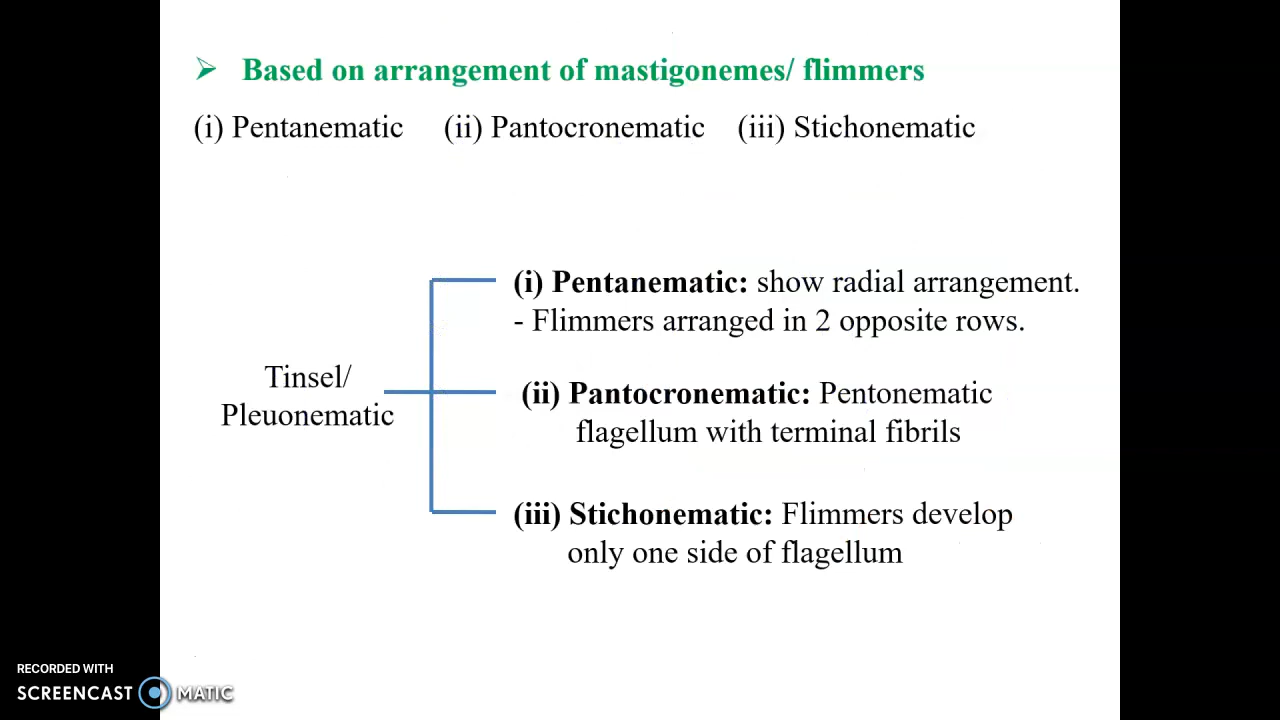 Based on arrangement of mastigonemes/ flimmers
(i) Pentanematic (ii) Pantocronematic (iii) Stichonematic
(i) Pentanematic: show radial arrangement.
- Flimmers arranged in 2 opposite rows.
Tinsel/
Pleuonematic
(ii) Pantocronematic: Pentonematic
flagellum with terminal fibrils
(iii) Stichonematic: Flimmers develop
only one side of flagellum
RECORDED WITH
SCREENCAST MATIC